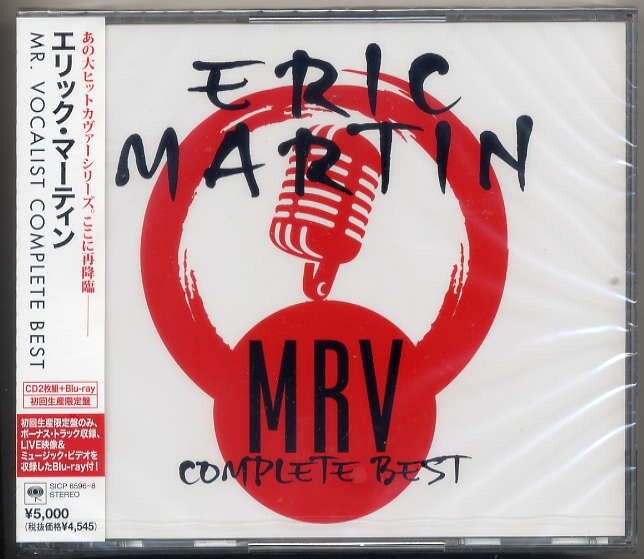 あの大ヒットカヴァーシリーズ。ここに再降臨――
エリック・マーティン
MR. VOCALIST COMPLETE BEST
CD2枚組+Blu-ray
初回生産限定盤
初回生産限定盤のみ、
ボーナス・トラック収録、
LIVE映像&
ミュージック・ビデオを
収録したBlu-ray付!
SICP 6596-8
STEREO
¥5,000
(税抜価格¥4,545)
ERIC
MARTIN
MRV
COMPLETE BEST